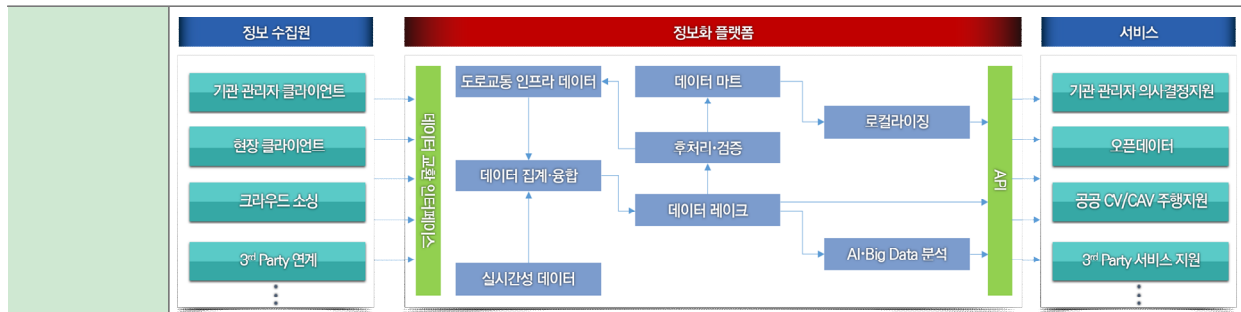 정보 수집원
정보화 플랫폼
서비스
기관 관리자 클라이언트
현장 클라이언트
크라우드 소싱
3rd Party 연계
데이터 교환 인터페이스
도로교동 인프라 데이터
데이터 집계·융합
실시간성 데이터
데이터 마트
후처리·검증
데이터 레이크
로컬라이징
AI·Big Data 분석
API
기관 관리자 의사결정지원
오픈데이터
공공 CV/CAV 주행지원
3rd Party 서비스 지원